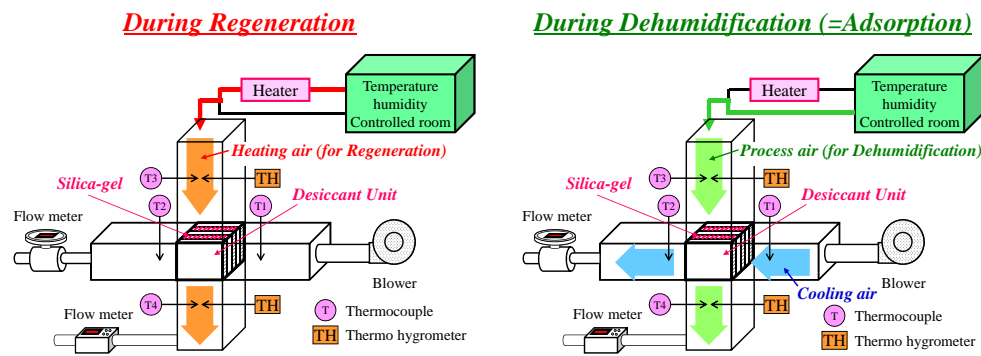 During Regeneration
Heater
Temperature
humidity
Controlled room
Heating air (for Regeneration)
T3
TH
Silica-gel
Desiccant Unit
T2
T1
Flow meter
Blower
T4
TH
T Thermocouple
Flow meter
TH Thermo hygrometer
During Dehumidification (=Adsorption)
Heater
Temperature
humidity
Controlled room
Process air (for Dehumidification)
T3
TH
Silica-gel
Desiccant Unit
T2
T1
Flow meter
Blower
Cooling air
T4
TH
T Thermocouple
Flow meter
TH Thermo hygrometer